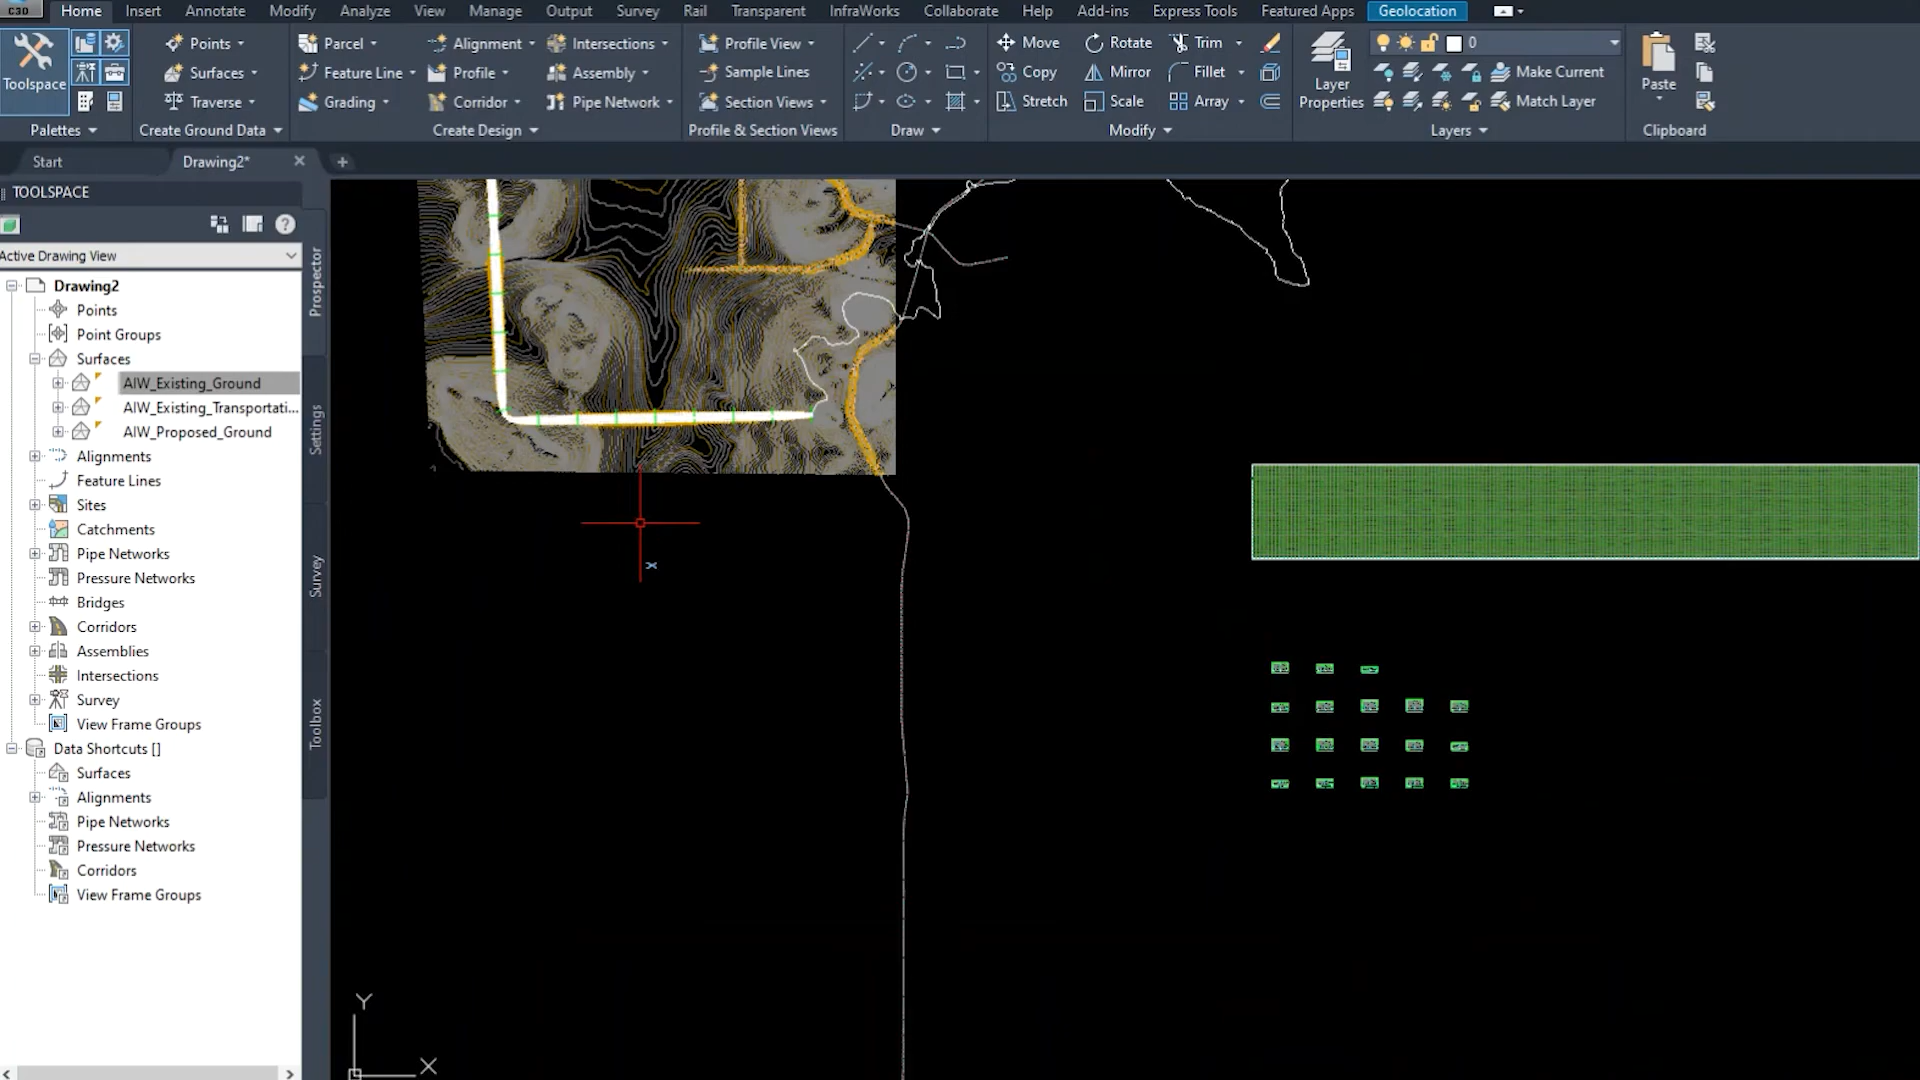 C3D
Home Insert Annotate Modify Analyze View Manage Output Survey Rail Transparent InfraWorks Collaborate Help Add-ins Express Tools Featured Apps Geolocation
Points Parcel Alignment Intersections Profile View Move Rotate Trim 0
Toolspace Surfaces Feature Line Profile Assembly Sample Lines Copy Mirror Fillet Layer Properties Make Current Paste
Traverse Grading Corridor Pipe Network Section Views Stretch Scale Array Match Layer
Palettes Create Ground Data Create Design Profile & Section Views Draw Modify Layers Clipboard
Start Drawing2*
TOOLSPACE
Active Drawing View
Drawing2
Points
Point Groups
Surfaces
AIW_Existing_Ground
AIW_Existing_Transportati...
AIW_Proposed_Ground
Alignments
Feature Lines
Sites
Catchments
Pipe Networks
Pressure Networks
Bridges
Corridors
Assemblies
Intersections
Survey
View Frame Groups
Data Shortcuts []
Surfaces
Alignments
Pipe Networks
Pressure Networks
Corridors
View Frame Groups
Prospector
Settings
Survey
Toolbox
Y
X